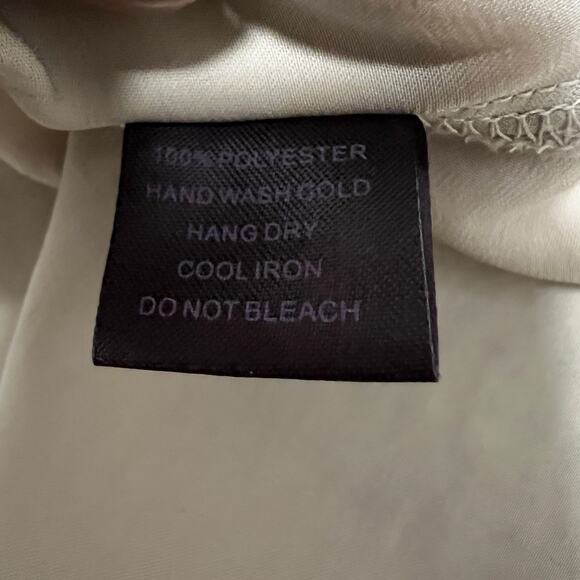 100% POLYESTER
HAND WASH COLD
HANG DRY
COOL IRON
DO NOT BLEACH